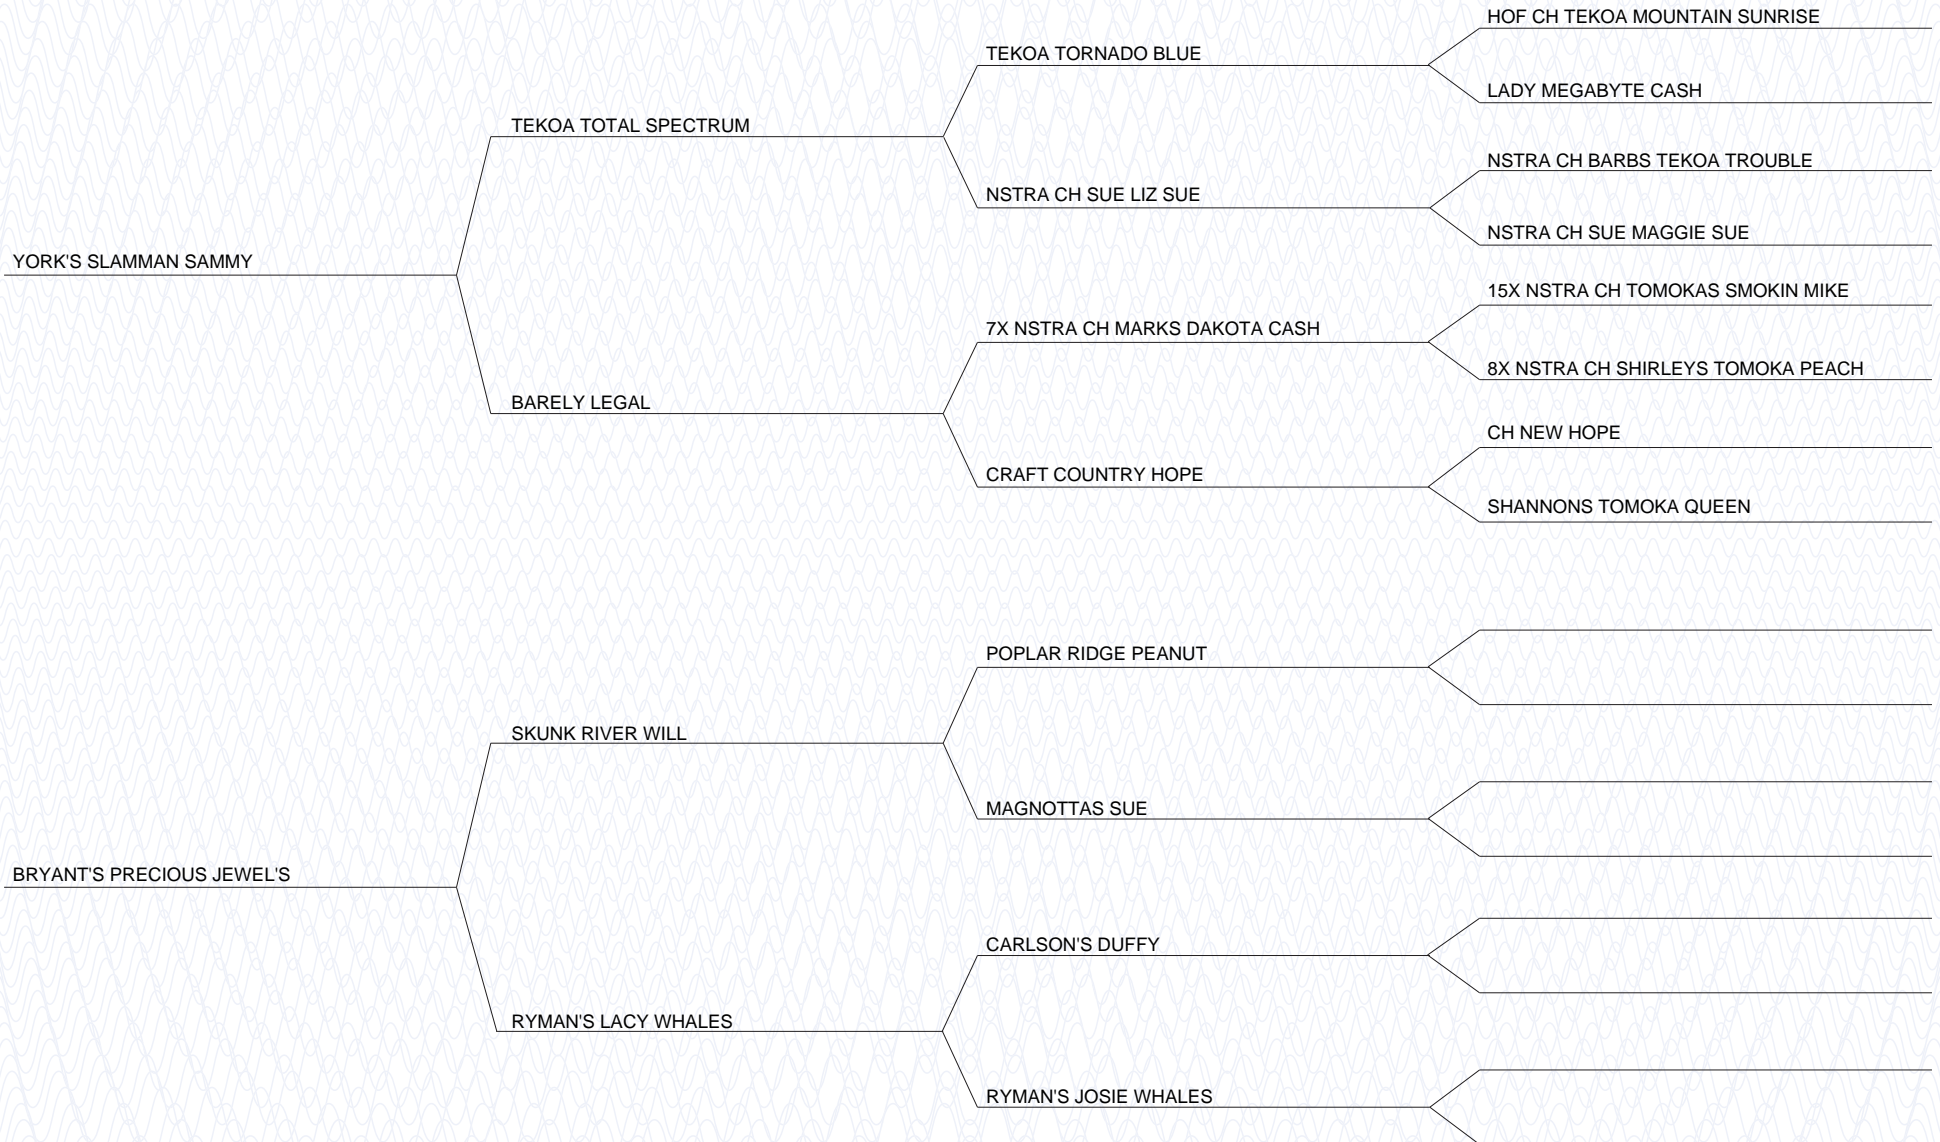 HOF CH TEKOA MOUNTAIN SUNRISE
TEKOA TORNADO BLUE
LADY MEGABYTE CASH
TEKOA TOTAL SPECTRUM
NSTRA CH BARBS TEKOA TROUBLE
NSTRA CH SUE LIZ SUE
NSTRA CH SUE MAGGIE SUE
YORK'S SLAMMAN SAMMY
15X NSTRA CH TOMOKAS SMOKIN MIKE
7X NSTRA CH MARKS DAKOTA CASH
8X NSTRA CH SHIRLEYS TOMOKA PEACH
BARELY LEGAL
CH NEW HOPE
CRAFT COUNTRY HOPE
SHANNONS TOMOKA QUEEN
POPLAR RIDGE PEANUT
SKUNK RIVER WILL
MAGNOTTAS SUE
BRYANT'S PRECIOUS JEWEL'S
CARLSON'S DUFFY
RYMAN'S LACY WHALES
RYMAN'S JOSIE WHALES